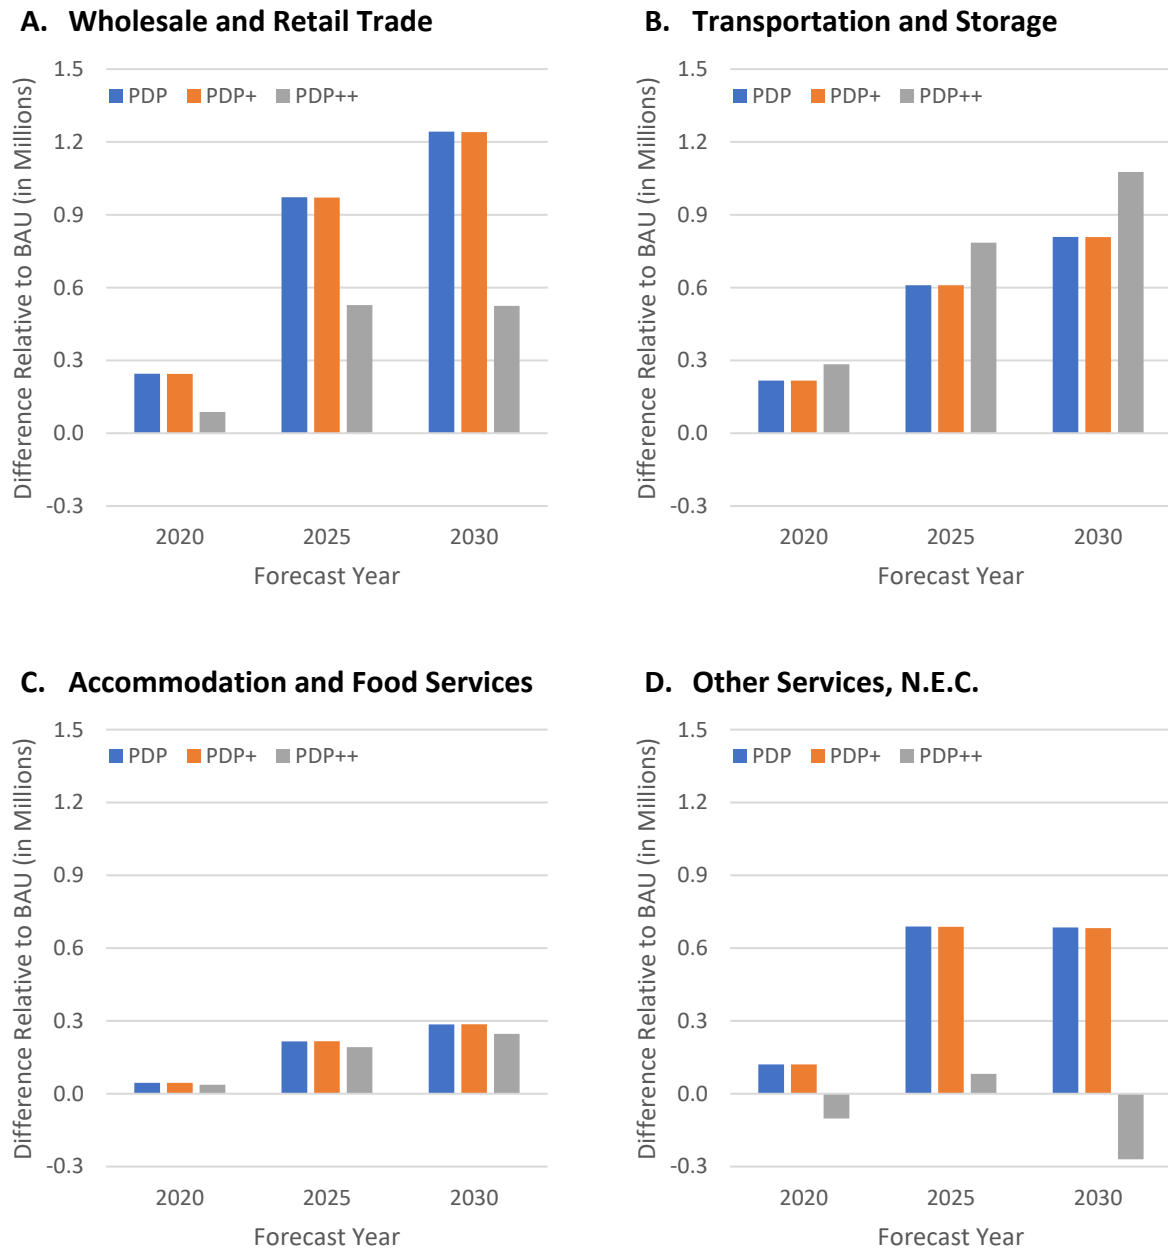 A. Wholesale and Retail Trade
Difference Relative to BAU (in Millions)
PDP PDP+ PDP++
1.5
1.2
0.9
0.6
0.3
0.0
-0.3
2020 2025 2030
Forecast Year
B. Transportation and Storage
Difference Relative to BAU (in Millions)
PDP PDP+ PDP++
1.5
1.2
0.9
0.6
0.3
0.0
-0.3
2020 2025 2030
Forecast Year
C. Accommodation and Food Services
Difference Relative to BAU (in Millions)
PDP PDP+ PDP++
1.5
1.2
0.9
0.6
0.3
0.0
-0.3
2020 2025 2030
Forecast Year
D. Other Services, N.E.C.
Difference Relative to BAU (in Millions)
PDP PDP+ PDP++
1.5
1.2
0.9
0.6
0.3
0.0
-0.3
2020 2025 2030
Forecast Year